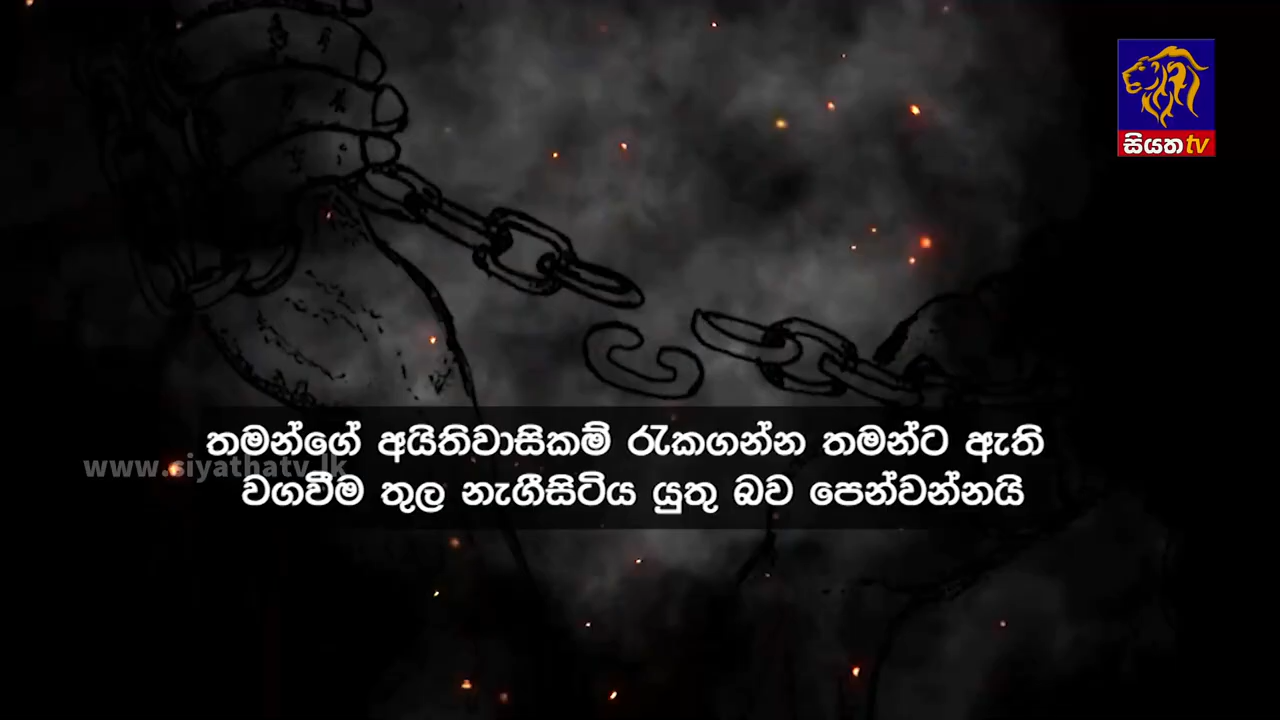 සියත tv
තමන්ගේ අයිතිවාසිකම් රැකගන්න තමන්ට ඇති
www.siyathatv.lk
වගවීම තුල නැගීසිටිය යුතු බව පෙන්වන්නයි